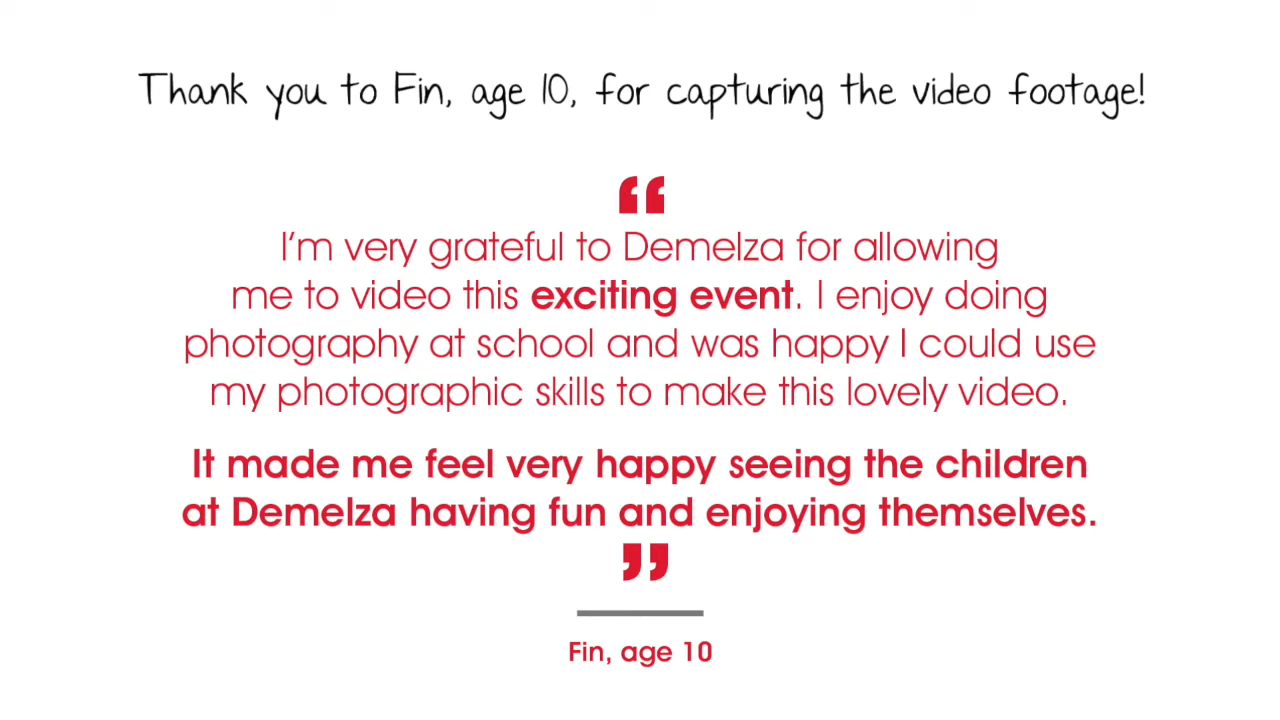 Thank you to Fin, age 10, for capturing the video footage!
“
I’m very grateful to Demelza for allowing
me to video this exciting event. I enjoy doing
photography at school and was happy I could use
my photographic skills to make this lovely video.
It made me feel very happy seeing the children
at Demelza having fun and enjoying themselves.
”
Fin, age 10